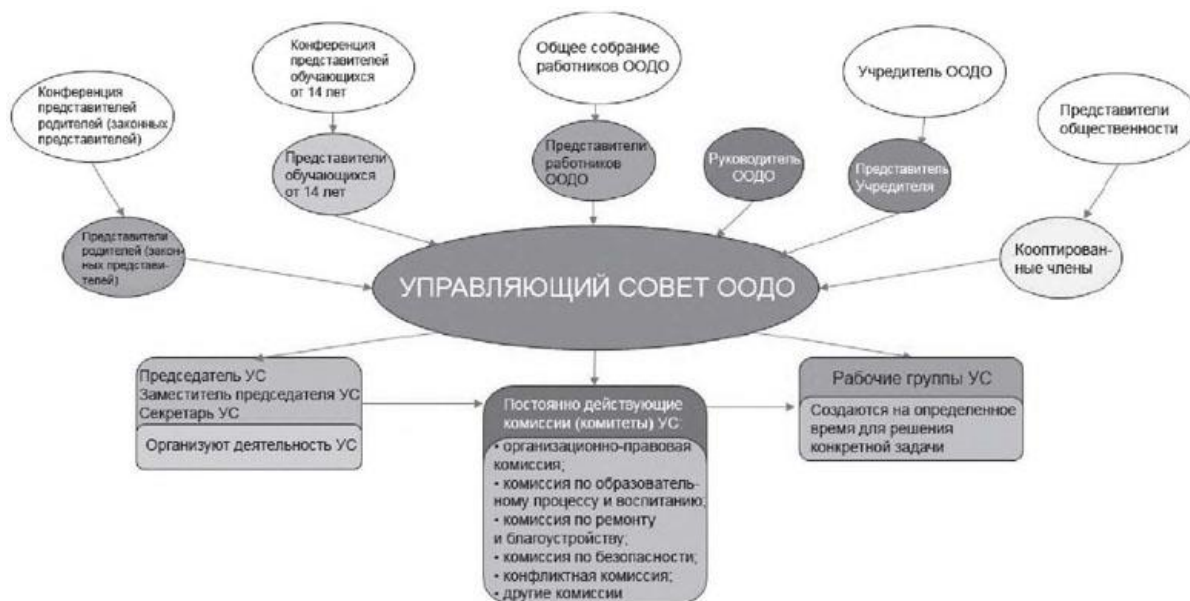 Конференция
представителей
родителей (законных
представителей)
Конференция
представителей
обучающихся
от 14 лет
Общее собрание
работников ООДО
Учредитель ООДО
Представители
общественности
Представители
родителей (закон-
ных представи-
телей)
Представители
обучающихся
от 14 лет
Представители
работников
ООДО
Руководитель
ООДО
Представитель
Учредителя
Кооптирован-
ные члены
УПРАВЛЯЮЩИЙ СОВЕТ ООДО
Председатель УС
Заместитель председателя УС
Секретарь УС
Организуют деятельность УС
Постоянно действующие
комиссии (комитеты) УС:
• организационно-правовая
комиссия;
• комиссия по образователь-
ному процессу и воспитанию;
• комиссия по ремонту
и благоустройству;
• комиссия по безопасности;
• конфликтная комиссия;
• другие комиссии
Рабочие группы УС
Создаются на определенное
время для решения
конкретной задачи